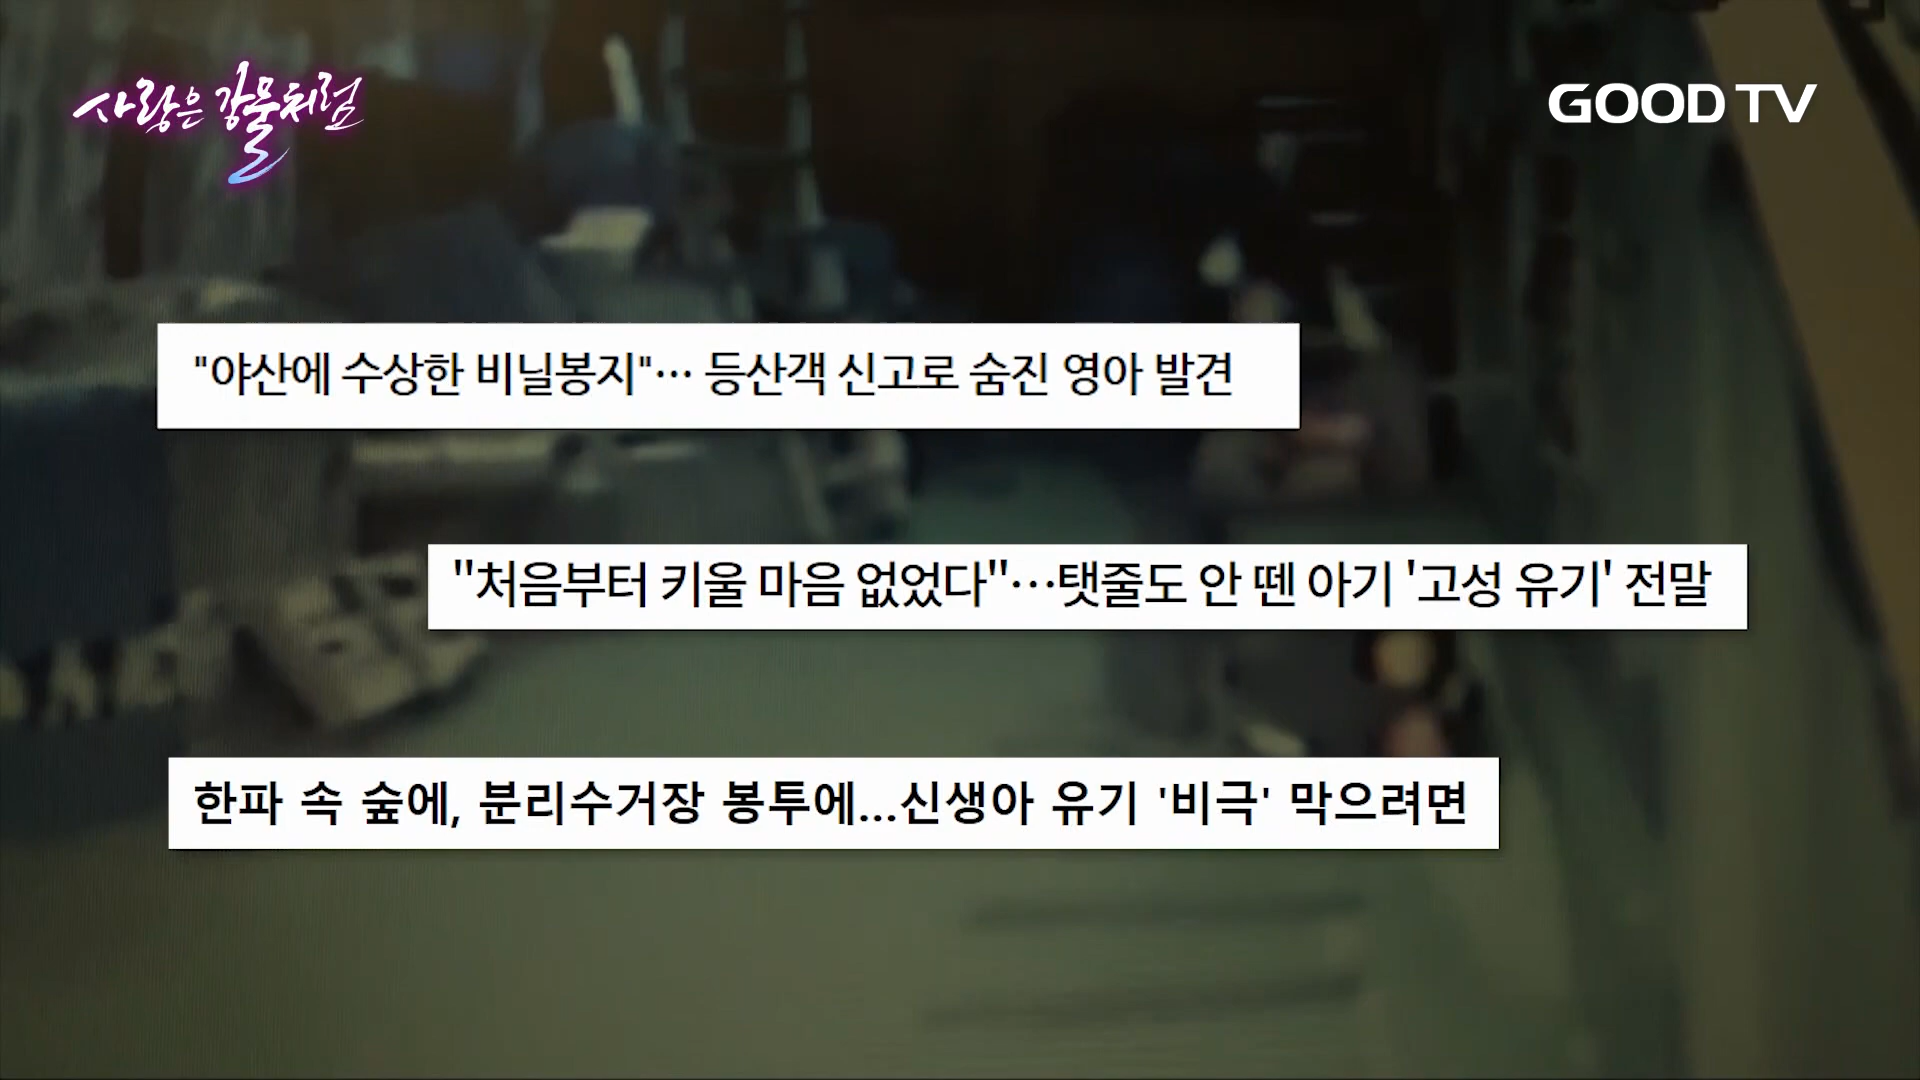 사랑은 강물처럼
GOOD TV
"야산에 수상한 비닐봉지"… 등산객 신고로 숨진 영아 발견
"처음부터 키울 마음 없었다"…탯줄도 안 뗀 아기 '고성 유기' 전말
한파 속 숲에, 분리수거장 봉투에...신생아 유기 '비극' 막으려면